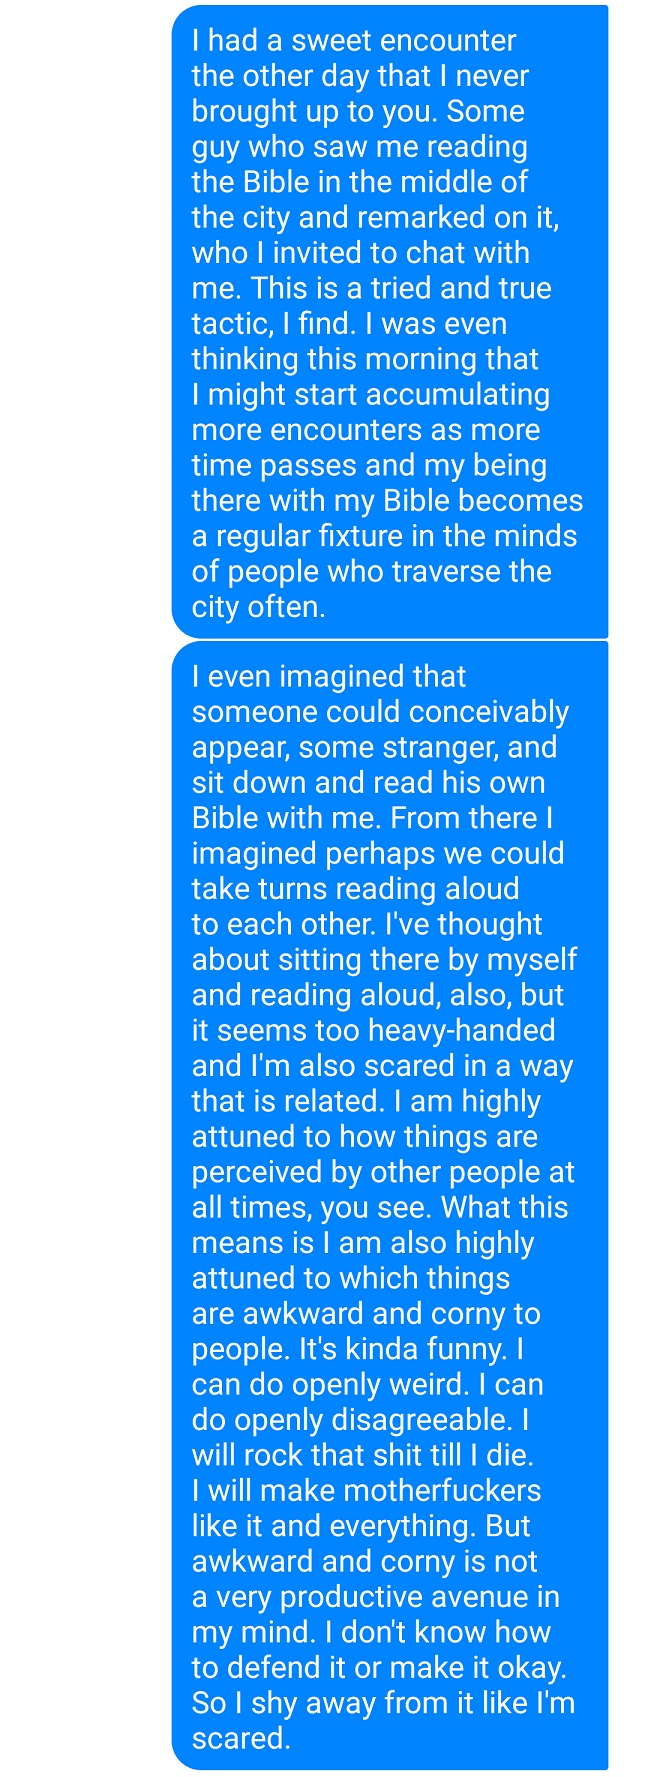 I had a sweet encounter
the other day that I never
brought up to you. Some
guy who saw me reading
the Bible in the middle of
the city and remarked on it,
who I invited to chat with
me. This is a tried and true
tactic, I find. I was even
thinking this morning that
I might start accumulating
more encounters as more
time passes and my being
there with my Bible becomes
a regular fixture in the minds
of people who traverse the
city often.
I even imagined that
someone could conceivably
appear, some stranger, and
sit down and read his own
Bible with me. From there I
imagined perhaps we could
take turns reading aloud
to each other. I've thought
about sitting there by myself
and reading aloud, also, but
it seems too heavy-handed
and I'm also scared in a way
that is related. I am highly
attuned to how things are
perceived by other people at
all times, you see. What this
means is I am also highly
attuned to which things
are awkward and corny to
people. It's kinda funny. I
can do openly weird. I can
do openly disagreeable. I
will rock that shit till I die.
I will make motherfuckers
like it and everything. But
awkward and corny is not
a very productive avenue in
my mind. I don't know how
to defend it or make it okay.
So I shy away from it like I'm
scared.